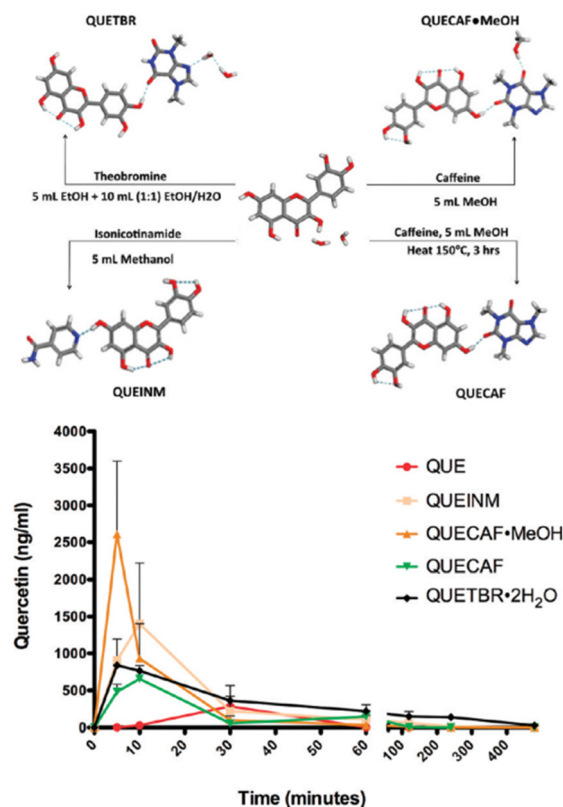 QUETBR
QUECAF•MeOH
Theobromine
5 mL EtOH + 10 mL (1:1) EtOH/H2O
Caffeine
5 mL MeOH
Isonicotinamide
5 mL Methanol
Caffeine, 5 mL MeOH
Heat 150°C, 3 hrs
QUEINM
QUECAF
Quercetin (ng/ml)
4000
3500
3000
2500
2000
1500
1000
500
0
QUE
QUEINM
QUECAF•MeOH
QUECAF
QUETBR•2H₂O
0 10 20 30 40 50 60 100 200 300 400
Time (minutes)